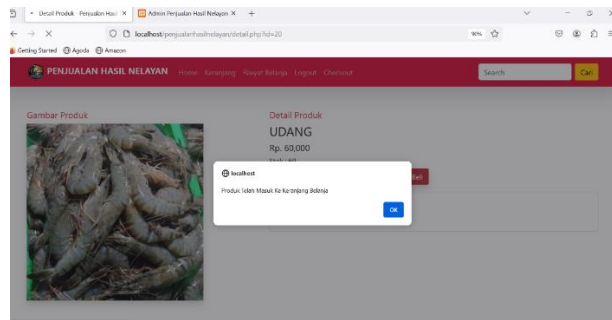 Detail Produk - Penjualan Hasil
Admin Penjualan Hasil Nelayan
localhost/penjualanhasilnelayan/detail.php?id=20
90%
Getting Started Agoda Amazon
PENJUALAN HASIL NELAYAN Home Keranjang Riwayat Belanja Logout Checkout Search Cari
Gambar Produk
Detail Produk
UDANG
Rp. 60,000
localhost
Produk Telah Masuk Ke Keranjang Belanja
OK